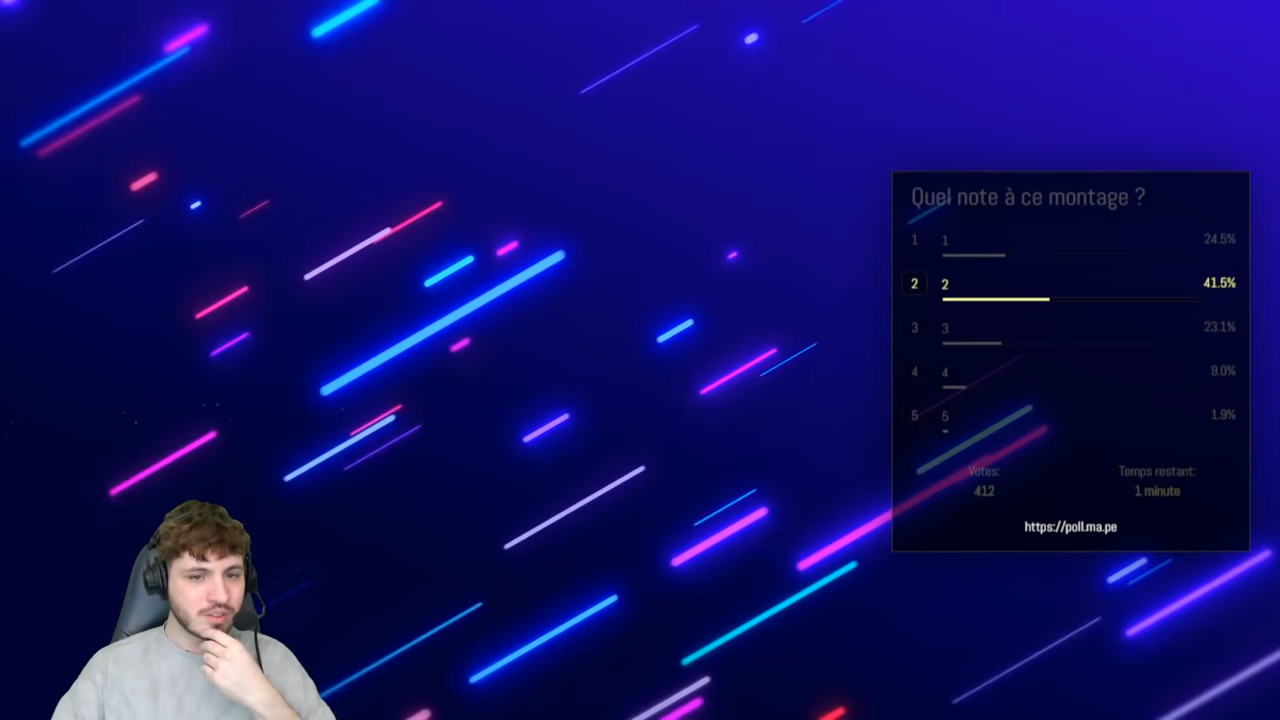 Quel note à ce montage ?
1 1 24.5%
2 2 41.5%
3 3 23.1%
4 4 9.0%
5 5 1.9%
Votes: Temps restant:
412 1 minute
https://poll.ma.pe